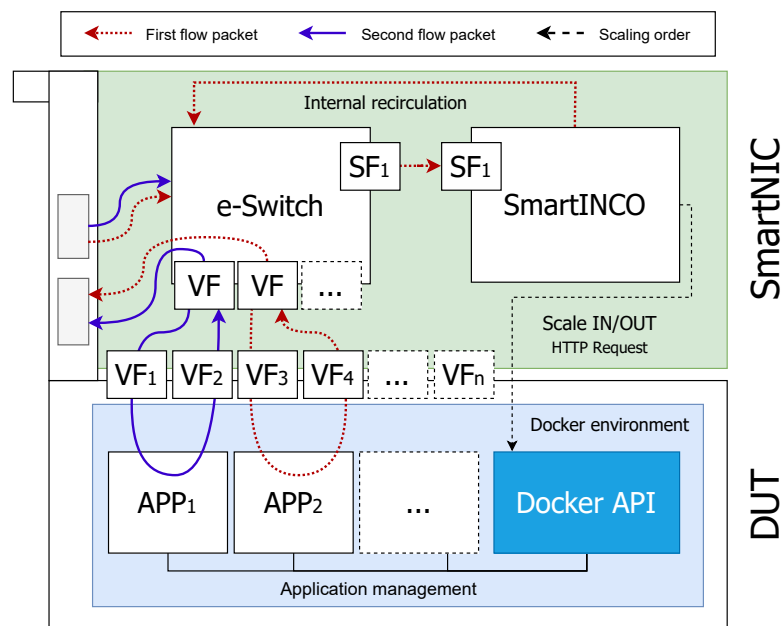 First flow packet
Second flow packet
Scaling order
Internal recirculation
SF1
SF1
e-Switch
SmartINCO
SmartNIC
VF
VF
...
Scale IN/OUT
HTTP Request
VF1
VF2
VF3
VF4
...
VFn
Docker environment
APP1
APP2
...
Docker API
DUT
Application management